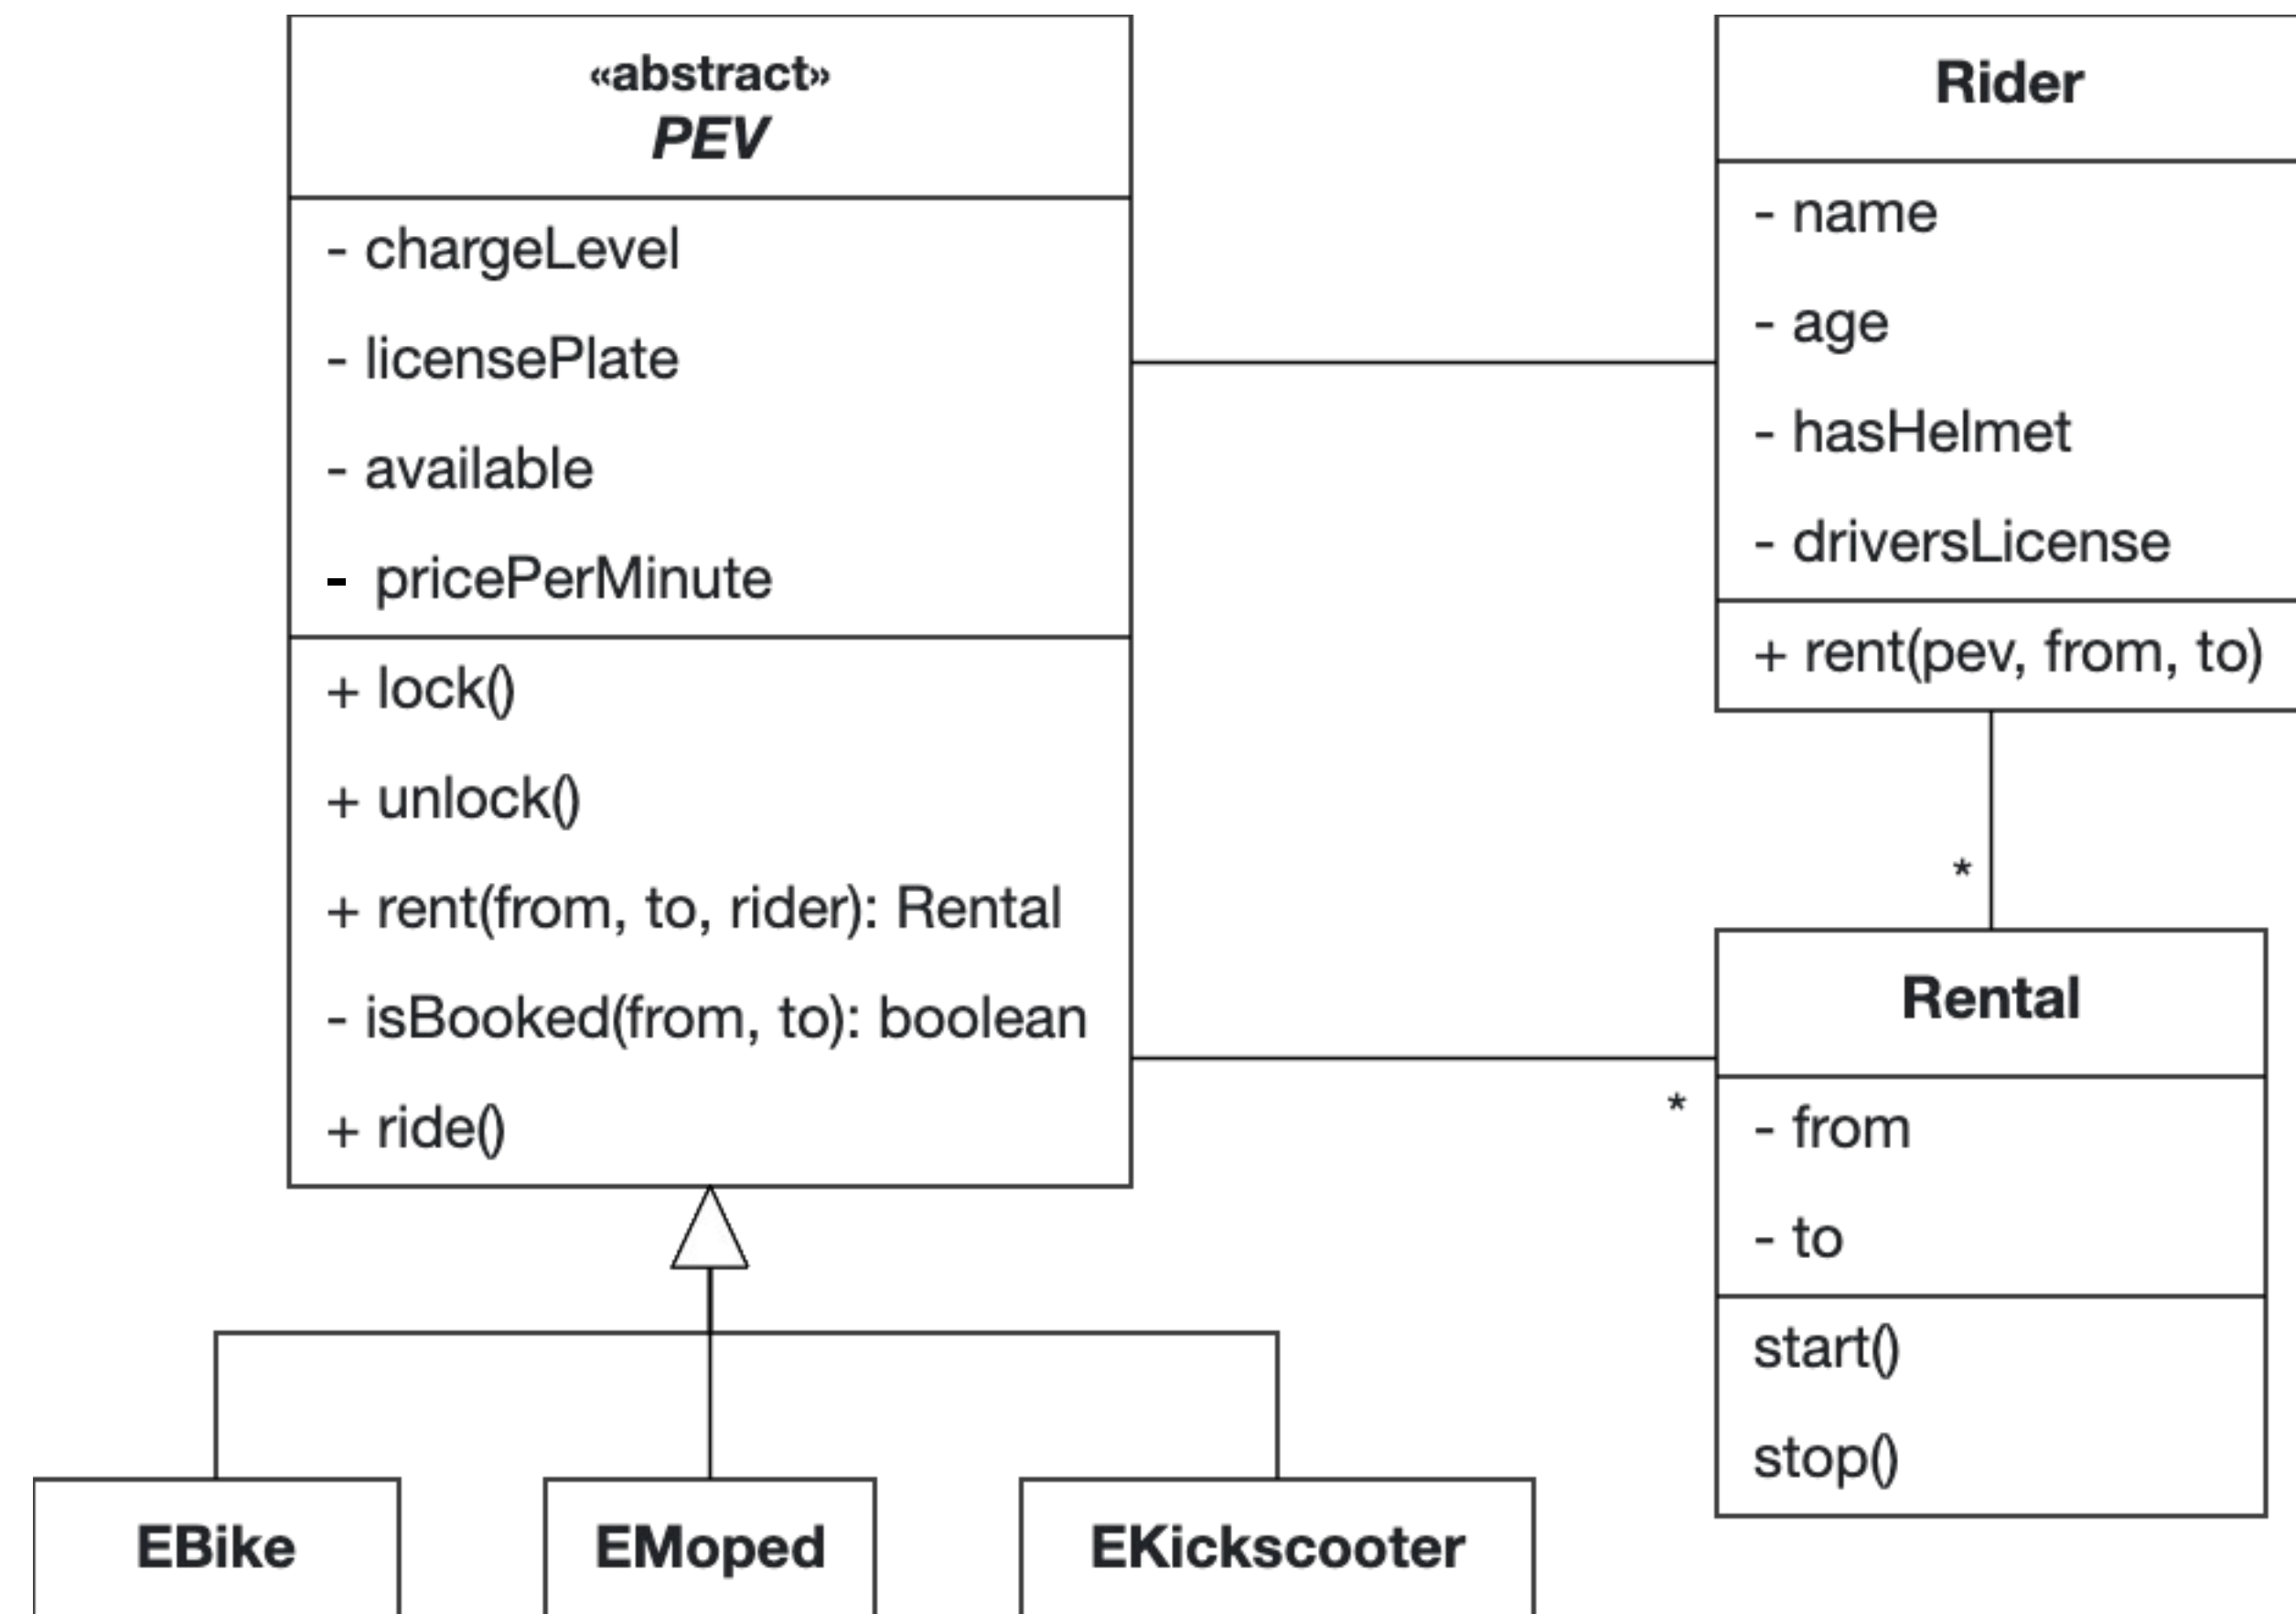 «abstract»
PEV
- chargeLevel
- licensePlate
- available
- pricePerMinute
+ lock()
+ unlock()
+ rent(from, to, rider): Rental
- isBooked(from, to): boolean
+ ride()
Rider
- name
- age
- hasHelmet
- driversLicense
+ rent(pev, from, to)
*
*
Rental
- from
- to
start()
stop()
EBike
EMoped
EKickscooter